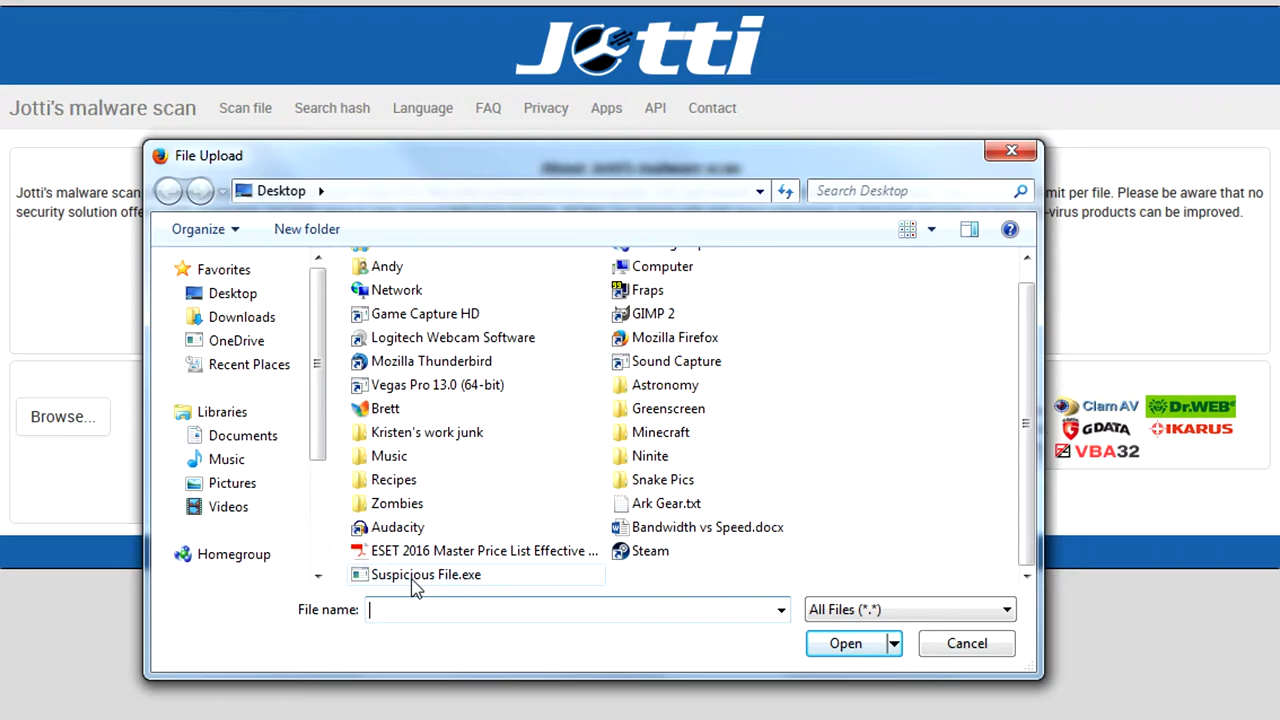 Jotti
Jotti's malware scan Scan file Search hash Language FAQ Privacy Apps API Contact
File Upload
About Jotti's malware scan
Jotti's malware scan
mit per file. Please be aware that no
security solution offe
-virus products can be improved.
Desktop
Search Desktop
Organize New folder
Favorites
Desktop
Downloads
OneDrive
Recent Places
Libraries
Documents
Music
Pictures
Videos
Homegroup
Andy
Network
Game Capture HD
Logitech Webcam Software
Mozilla Thunderbird
Vegas Pro 13.0 (64-bit)
Brett
Kristen's work junk
Music
Recipes
Zombies
Audacity
ESET 2016 Master Price List Effective ...
Suspicious File.exe
Computer
99
Fraps
GIMP 2
Mozilla Firefox
Sound Capture
Astronomy
Greenscreen
Minecraft
Ninite
Snake Pics
Ark Gear.txt
Bandwidth vs Speed.docx
Steam
Browse...
ClamAV Dr.WEB
GDATA IKARUS
VBA32
File name:
All Files (*.*)
Open Cancel